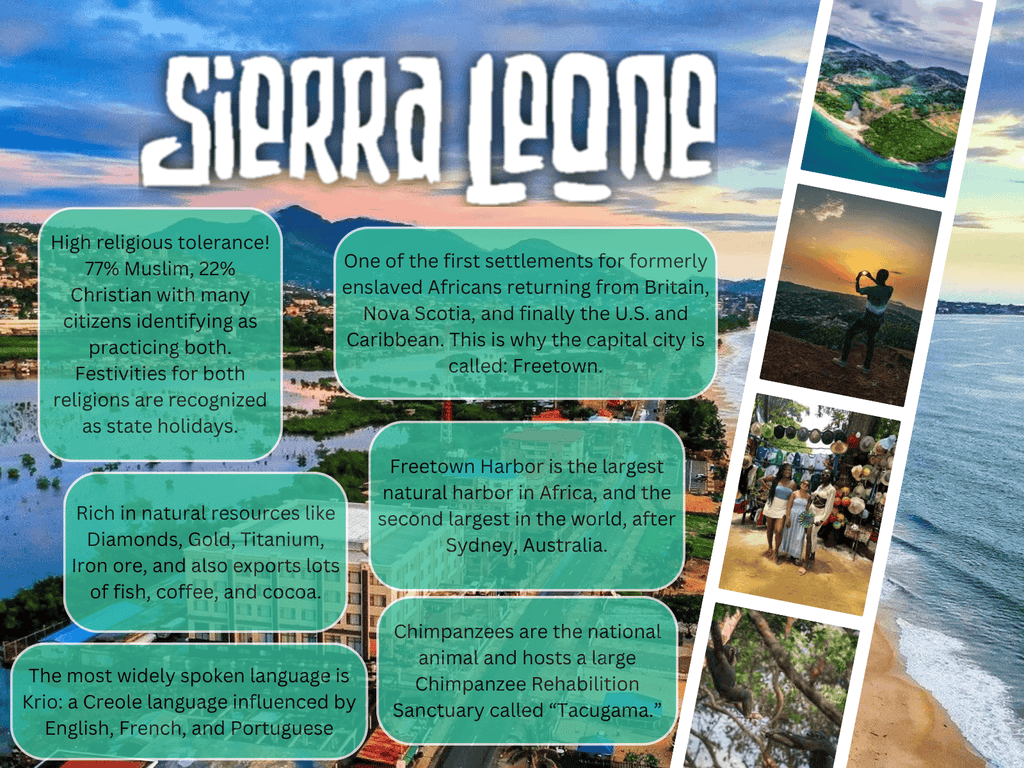 Sierra Leone
High religious tolerance!
77% Muslim, 22%
Christian with many
citizens identifying as
practicing both.
Festivities for both
religions are recognized
as state holidays.
One of the first settlements for formerly
enslaved Africans returning from Britain,
Nova Scotia, and finally the U.S. and
Caribbean. This is why the capital city is
called: Freetown.
Rich in natural resources like
Diamonds, Gold, Titanium,
Iron ore, and also exports lots
of fish, coffee, and cocoa.
Freetown Harbor is the largest
natural harbor in Africa, and the
second largest in the world, after
Sydney, Australia.
The most widely spoken language is
Krio: a Creole language influenced by
English, French, and Portuguese
Chimpanzees are the national
animal and hosts a large
Chimpanzee Rehabilition
Sanctuary called “Tacugama.”